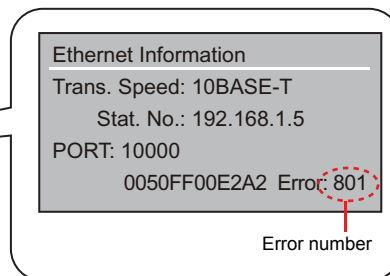 Ethernet Information
Trans. Speed: 10BASE-T
Stat. No.: 192.168.1.5
PORT: 10000
0050FF00E2A2 Error: 801
Error number